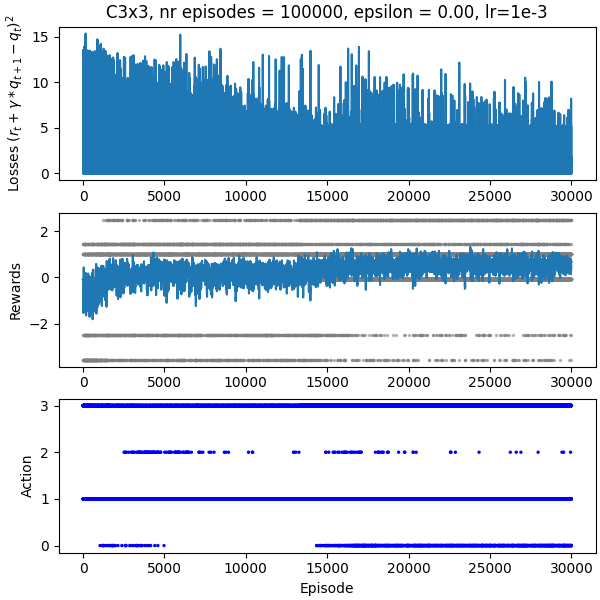 C3x3, nr episodes = 100000, epsilon = 0.00, lr=1e-3
Losses (r_t + γ * q_{t+1} − q_t)^2
15
10
5
0
0 5000 10000 15000 20000 25000 30000
Rewards
2
0
−2
0 5000 10000 15000 20000 25000 30000
Action
3
2
1
0
0 5000 10000 15000 20000 25000 30000
Episode